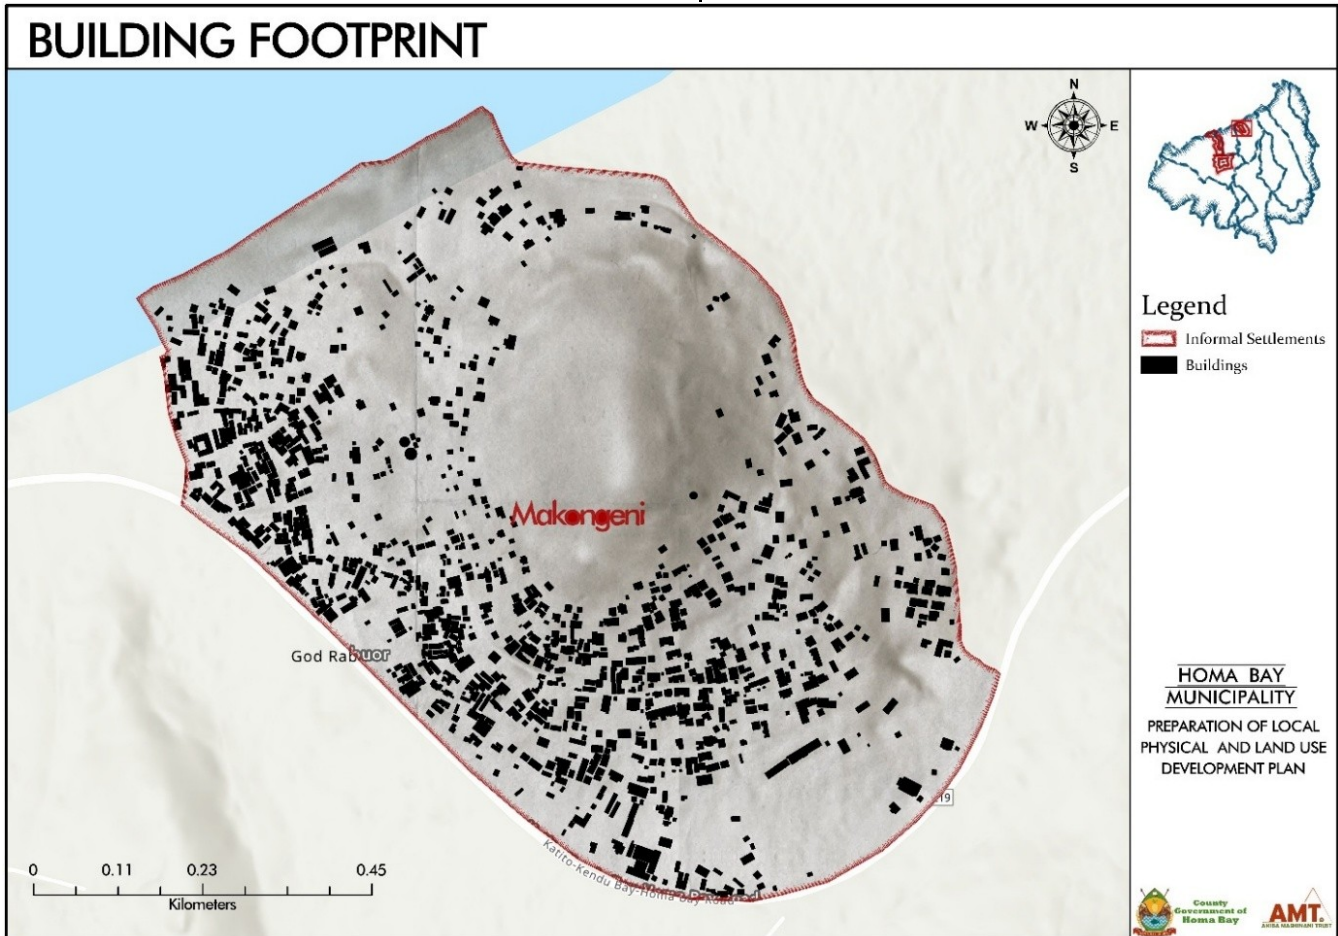 BUILDING FOOTPRINT
N
W
E
S
Legend
Informal Settlements
Buildings
Makongeni
God Rabuor
Katito-Kendu Bay-Homa Bay Road
19
0
0.11
0.23
0.45
Kilometers
HOMA BAY
MUNICIPALITY
PREPARATION OF LOCAL
PHYSICAL AND LAND USE
DEVELOPMENT PLAN
County
Government of
Homa Bay
AMT.